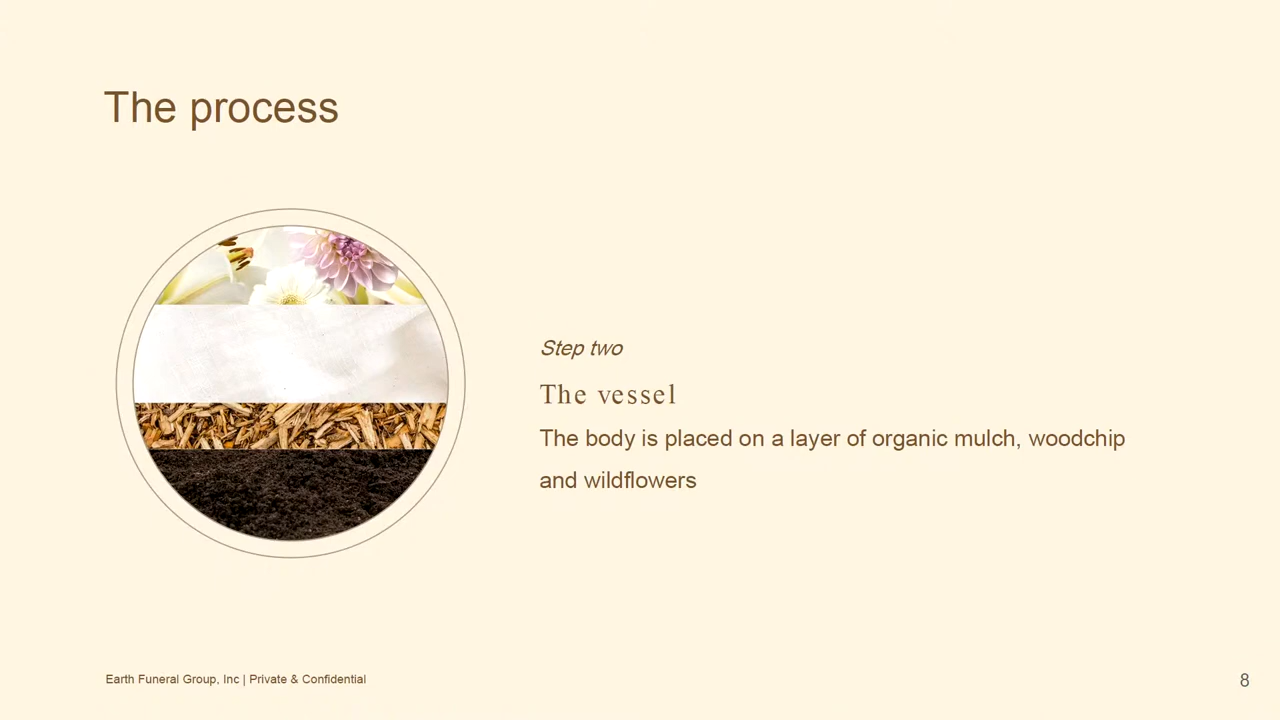 The process
Step two
The vessel
The body is placed on a layer of organic mulch, woodchip
and wildflowers
Earth Funeral Group, Inc | Private & Confidential
8